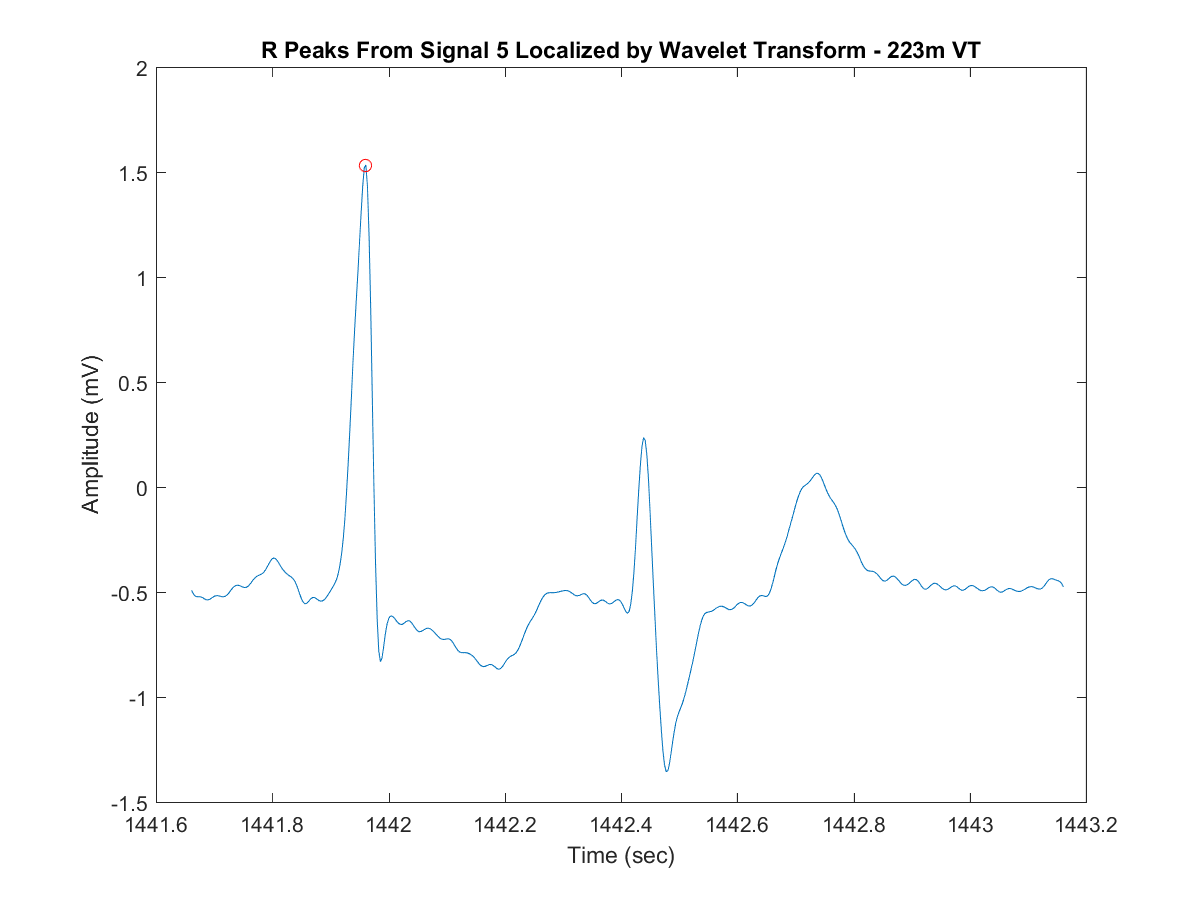 R Peaks From Signal 5 Localized by Wavelet Transform - 223m VT
2
1.5
1
0.5
0
-0.5
-1
-1.5
Amplitude (mV)
1441.6 1441.8 1442 1442.2 1442.4 1442.6 1442.8 1443 1443.2
Time (sec)